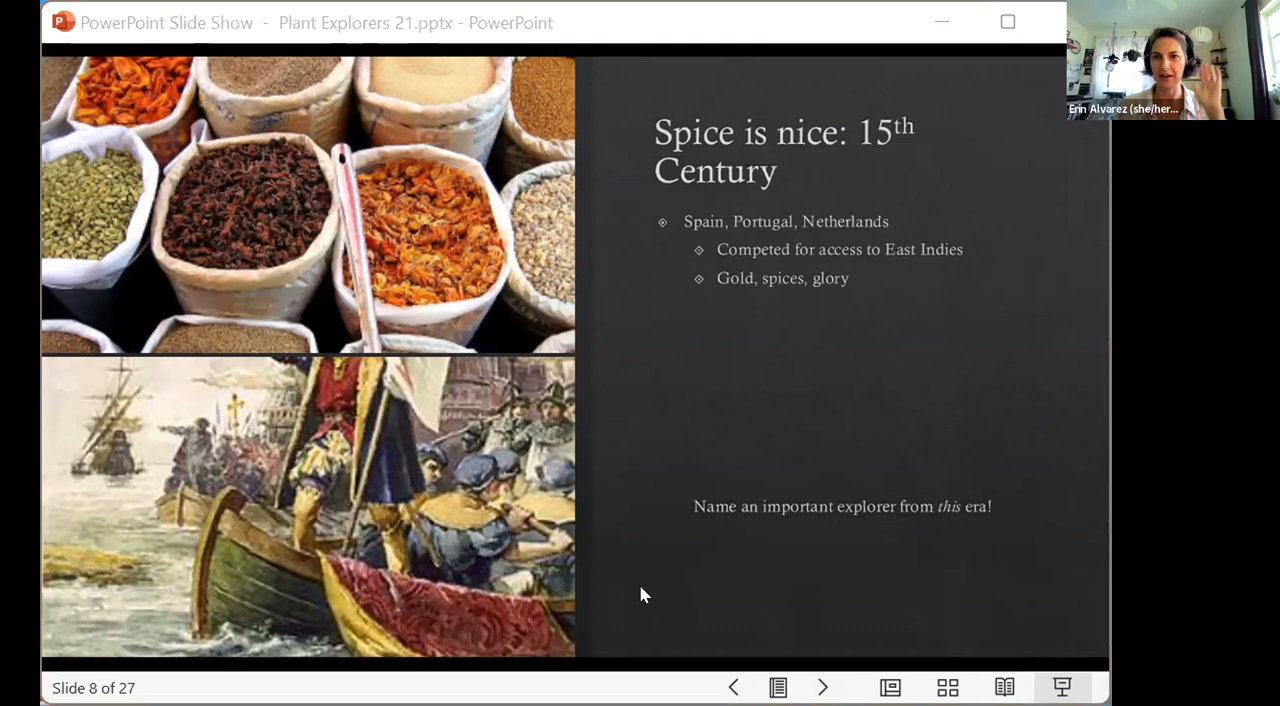 PowerPoint Slide Show - Plant Explorers 21.pptx - PowerPoint
Erin Alvarez (she/her...
Spice is nice: 15th
Century
Spain, Portugal, Netherlands
Competed for access to East Indies
Gold, spices, glory
Name an important explorer from this era!
Slide 8 of 27